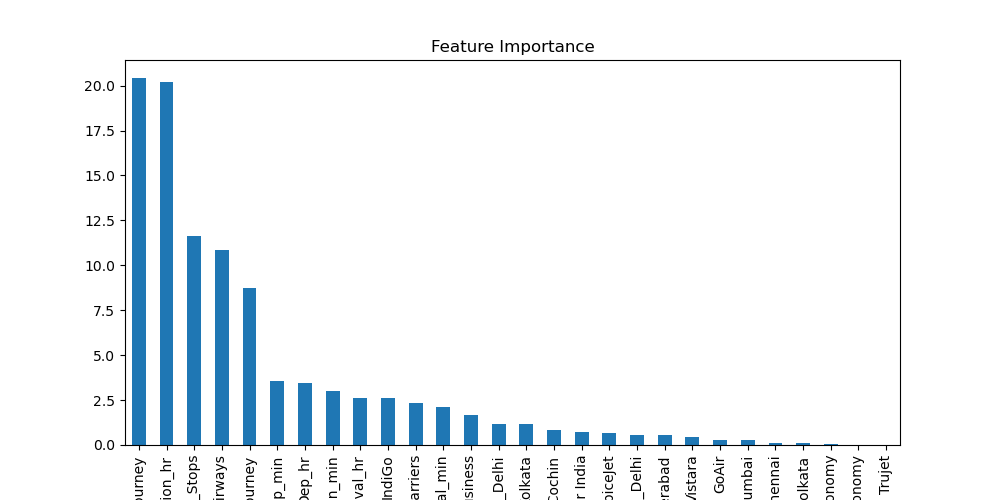 Feature Importance
20.0
17.5
15.0
12.5
10.0
7.5
5.0
2.5
0.0
ourney
ion_hr
_Stops
irways
ourney
p_min
Dep_hr
n_min
val_hr
IndiGo
arriers
al_min
siness
_Delhi
olkata
Cochin
r India
piceJet
_Delhi
erabad
Vistara
GoAir
umbai
hennai
olkata
onomy
onomy
Trujet